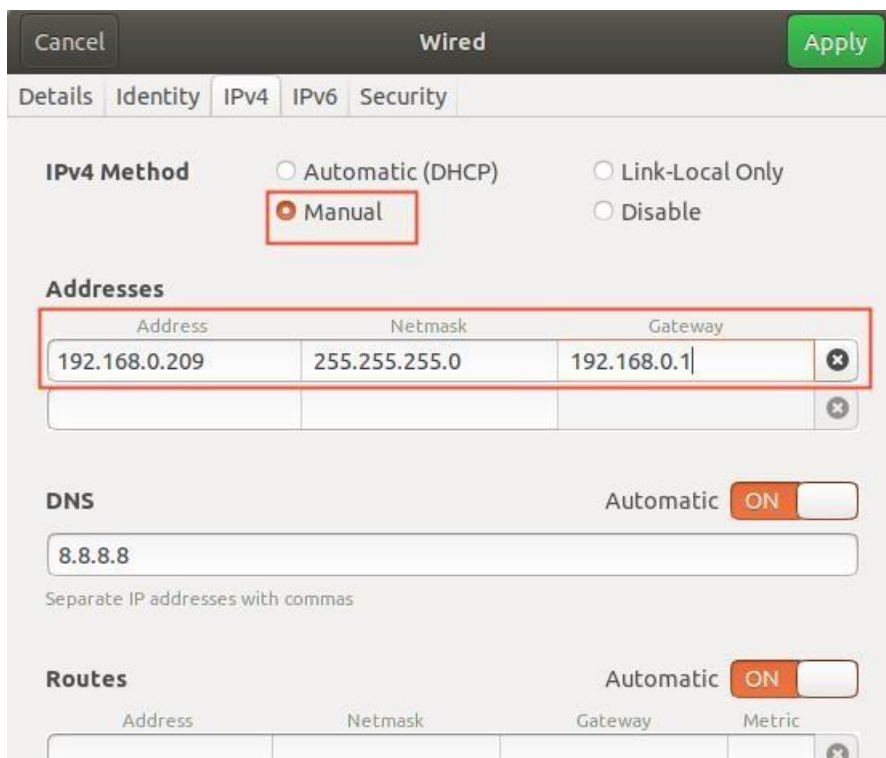 Cancel Wired Apply
Details Identity IPv4 IPv6 Security
IPv4 Method Automatic (DHCP) Link-Local Only
Manual Disable
Addresses
Address Netmask Gateway
192.168.0.209 255.255.255.0 192.168.0.1
DNS Automatic ON
8.8.8.8
Separate IP addresses with commas
Routes Automatic ON
Address Netmask Gateway Metric